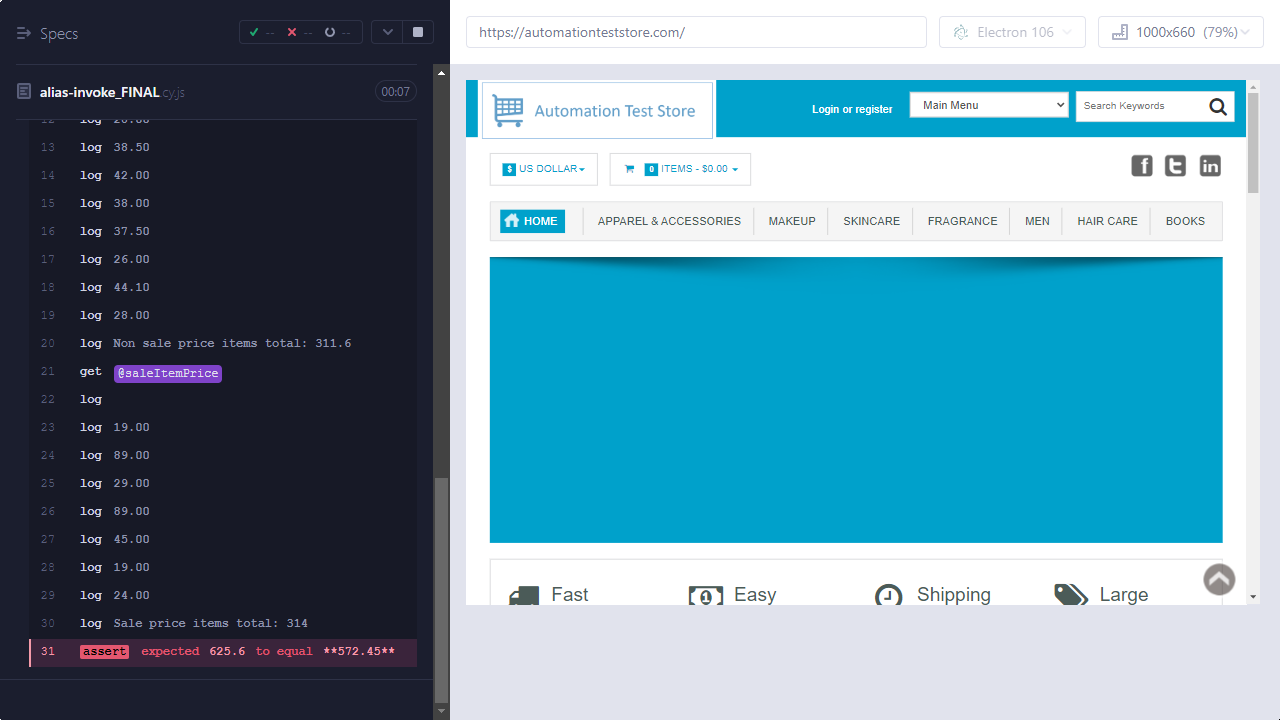 Specs
-- -- --
alias-invoke_FINAL.cy.js 00:07
12 log 26.00
13 log 38.50
14 log 42.00
15 log 38.00
16 log 37.50
17 log 26.00
18 log 44.10
19 log 28.00
20 log Non sale price items total: 311.6
21 get @saleItemPrice
22 log
23 log 19.00
24 log 89.00
25 log 29.00
26 log 89.00
27 log 45.00
28 log 19.00
29 log 24.00
30 log Sale price items total: 314
31 assert expected 625.6 to equal **572.45**
https://automationteststore.com/ Electron 106 1000x660 (79%)
Automation Test Store
Login or register Main Menu Search Keywords
$ US DOLLAR 0 ITEMS - $0.00
HOME APPAREL & ACCESSORIES MAKEUP SKINCARE FRAGRANCE MEN HAIR CARE BOOKS
Fast Easy Shipping Large